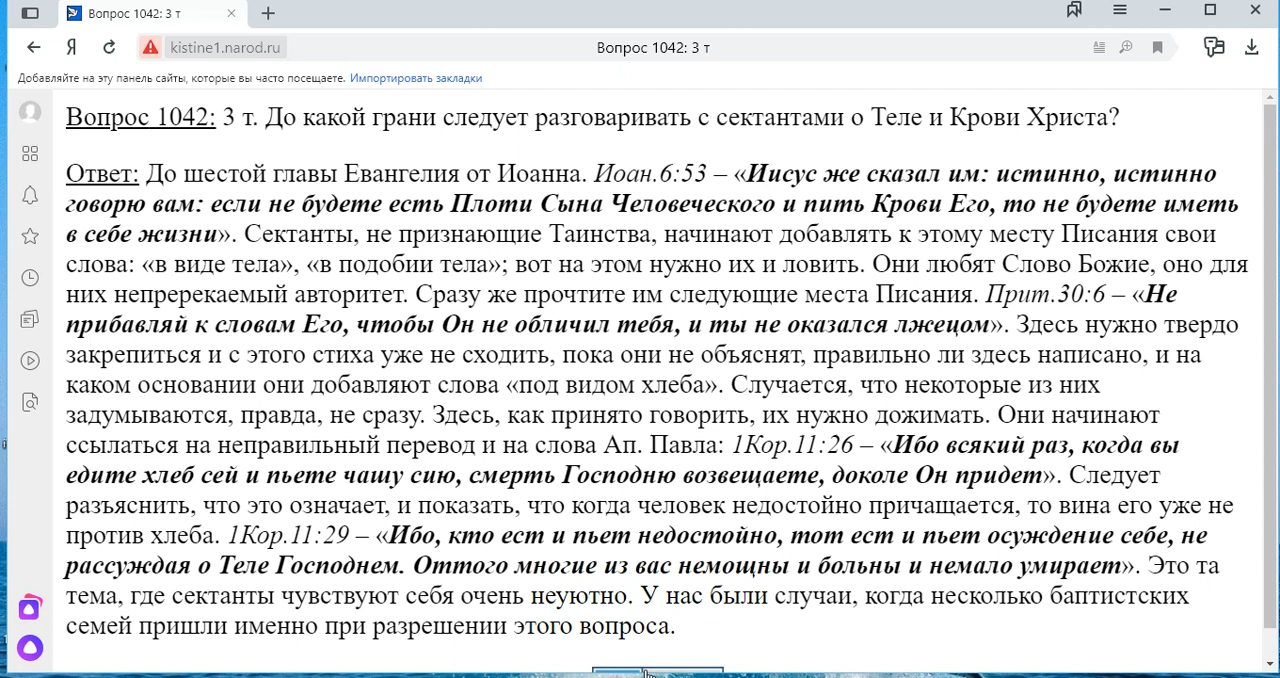 Вопрос 1042: 3 т
kistine1.narod.ru
Вопрос 1042: 3 т
Добавляйте на эту панель сайты, которые вы часто посещаете. Импортировать закладки
Вопрос 1042: 3 т. До какой грани следует разговаривать с сектантами о Теле и Крови Христа?
Ответ: До шестой главы Евангелия от Иоанна. Иоан.6:53 – «Иисус же сказал им: истинно, истинно
говорю вам: если не будете есть Плоти Сына Человеческого и пить Крови Его, то не будете иметь
в себе жизни». Сектанты, не признающие Таинства, начинают добавлять к этому месту Писания свои
слова: «в виде тела», «в подобии тела»; вот на этом нужно их и ловить. Они любят Слово Божие, оно для
них непререкаемый авторитет. Сразу же прочтите им следующие места Писания. Прит.30:6 – «Не
прибавляй к словам Его, чтобы Он не обличил тебя, и ты не оказался лжецом». Здесь нужно твердо
закрепиться и с этого стиха уже не сходить, пока они не объяснят, правильно ли здесь написано, и на
каком основании они добавляют слова «под видом хлеба». Случается, что некоторые из них
задумываются, правда, не сразу. Здесь, как принято говорить, их нужно дожимать. Они начинают
ссылаться на неправильный перевод и на слова Ап. Павла: 1Кор.11:26 – «Ибо всякий раз, когда вы
едите хлеб сей и пьете чашу сию, смерть Господню возвещаете, доколе Он придет». Следует
разъяснить, что это означает, и показать, что когда человек недостойно причащается, то вина его уже не
против хлеба. 1Кор.11:29 – «Ибо, кто ест и пьет недостойно, тот ест и пьет осуждение себе, не
рассуждая о Теле Господнем. Оттого многие из вас немощны и больны и немало умирает». Это та
тема, где сектанты чувствуют себя очень неуютно. У нас были случаи, когда несколько баптистских
семей пришли именно при разрешении этого вопроса.